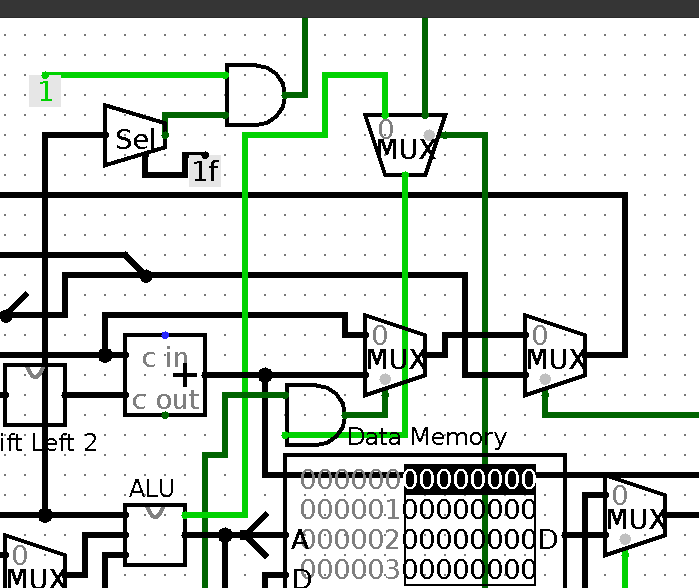 1
Sel
1f
0
MUX
c in
+
c out
0
MUX
0
MUX
ift Left 2
Data Memory
ALU
000000 00000000
000001 00000000
A 000002 00000000 D
000003 00000000
D
0
MUX
0
MUX